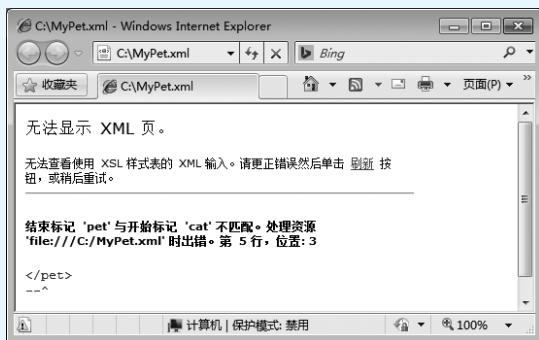 C:\MyPet.xml - Windows Internet Explorer
C:\MyPet.xml
Bing
收藏夹
C:\MyPet.xml
页面(P)
无法显示 XML 页。
无法查看使用 XSL 样式表的 XML 输入。请更正错误然后单击 刷新 按
钮，或稍后重试。
结束标记 'pet' 与开始标记 'cat' 不匹配。处理资源
'file:///C:/MyPet.xml' 时出错。第 5 行，位置: 3
</pet>
--^
计算机 | 保护模式: 禁用
100%